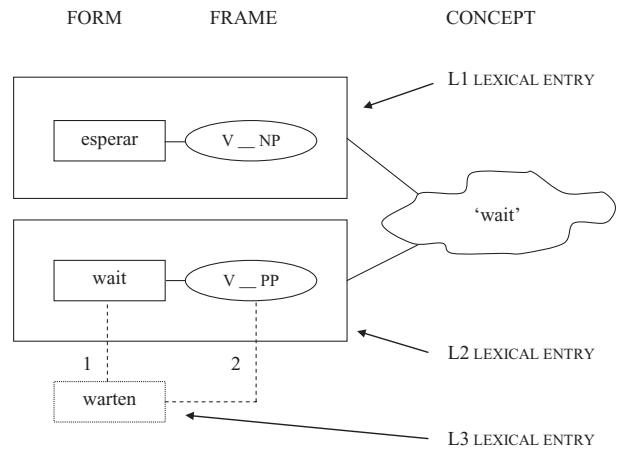 FORM FRAME CONCEPT
L1 LEXICAL ENTRY
esperar V __ NP
‘wait’
wait V __ PP
L2 LEXICAL ENTRY
1 2
warten
L3 LEXICAL ENTRY